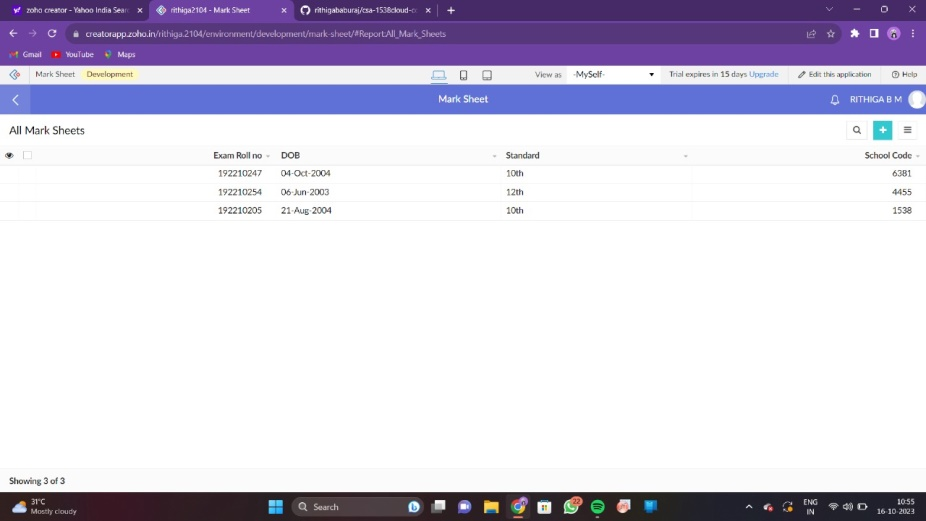 zoho creator - Yahoo India Sear
rithiga2104 - Mark Sheet
rithigababuraj/csa-1538cloud-c
creatorapp.zoho.in/rithiga.2104/environment/development/mark-sheet/#Report:All_Mark_Sheets
Gmail YouTube Maps
Mark Sheet Development View as -MySelf- Trial expires in 15 days Upgrade Edit this application Help
Mark Sheet RITHIGA B M
All Mark Sheets
Exam Roll no DOB Standard School Code
192210247 04-Oct-2004 10th 6381
192210254 06-Jun-2003 12th 4455
192210205 21-Aug-2004 10th 1538
Showing 3 of 3
31°C
Mostly cloudy
Search
22
ENG
IN
10:55
16-10-2023